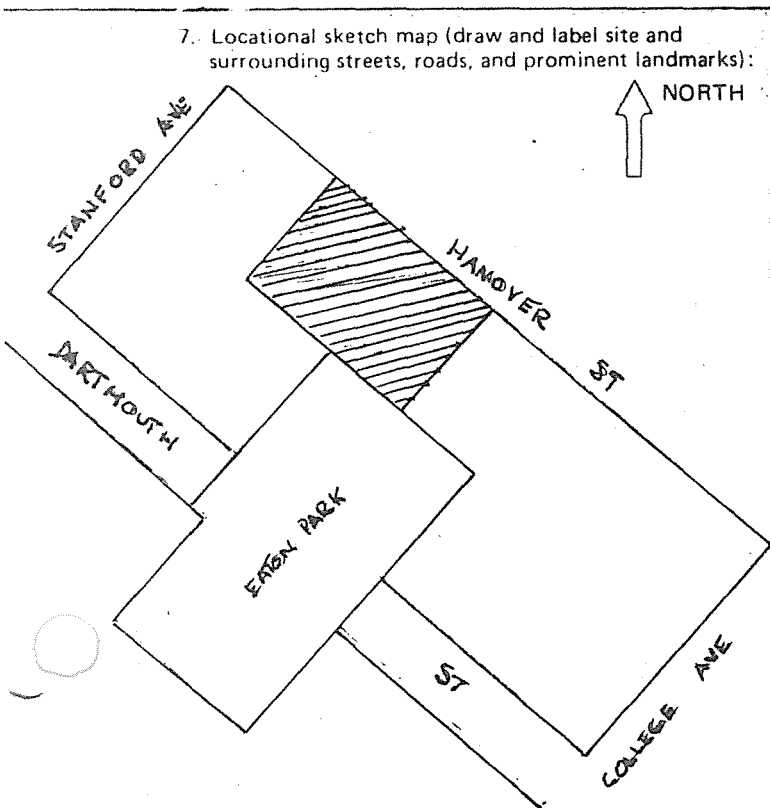 7. Locational sketch map (draw and label site and
surrounding streets, roads, and prominent landmarks):
NORTH
STANFORD AVE
HANOVER ST
DARTMOUTH ST
EATON PARK
COLLEGE AVE